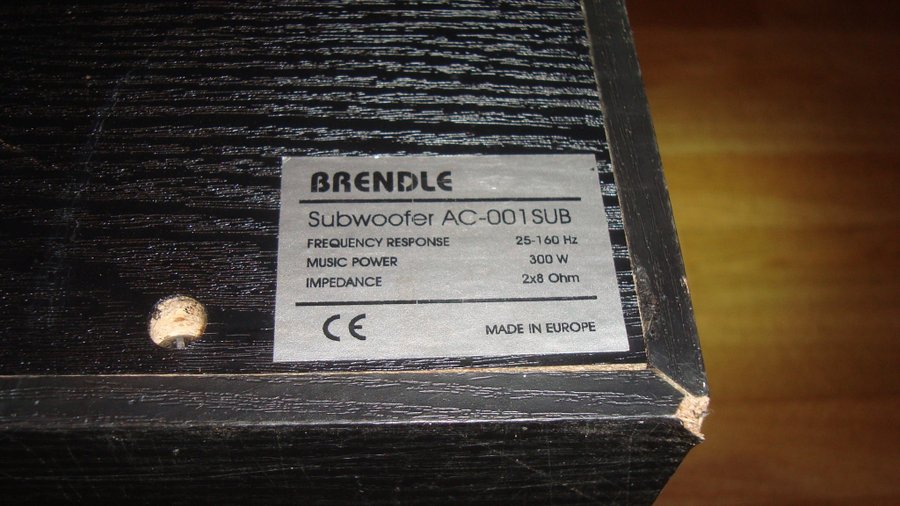 BRENDLE
Subwoofer AC-001SUB
FREQUENCY RESPONSE 25-160 Hz
MUSIC POWER 300 W
IMPEDANCE 2x8 Ohm
CE MADE IN EUROPE